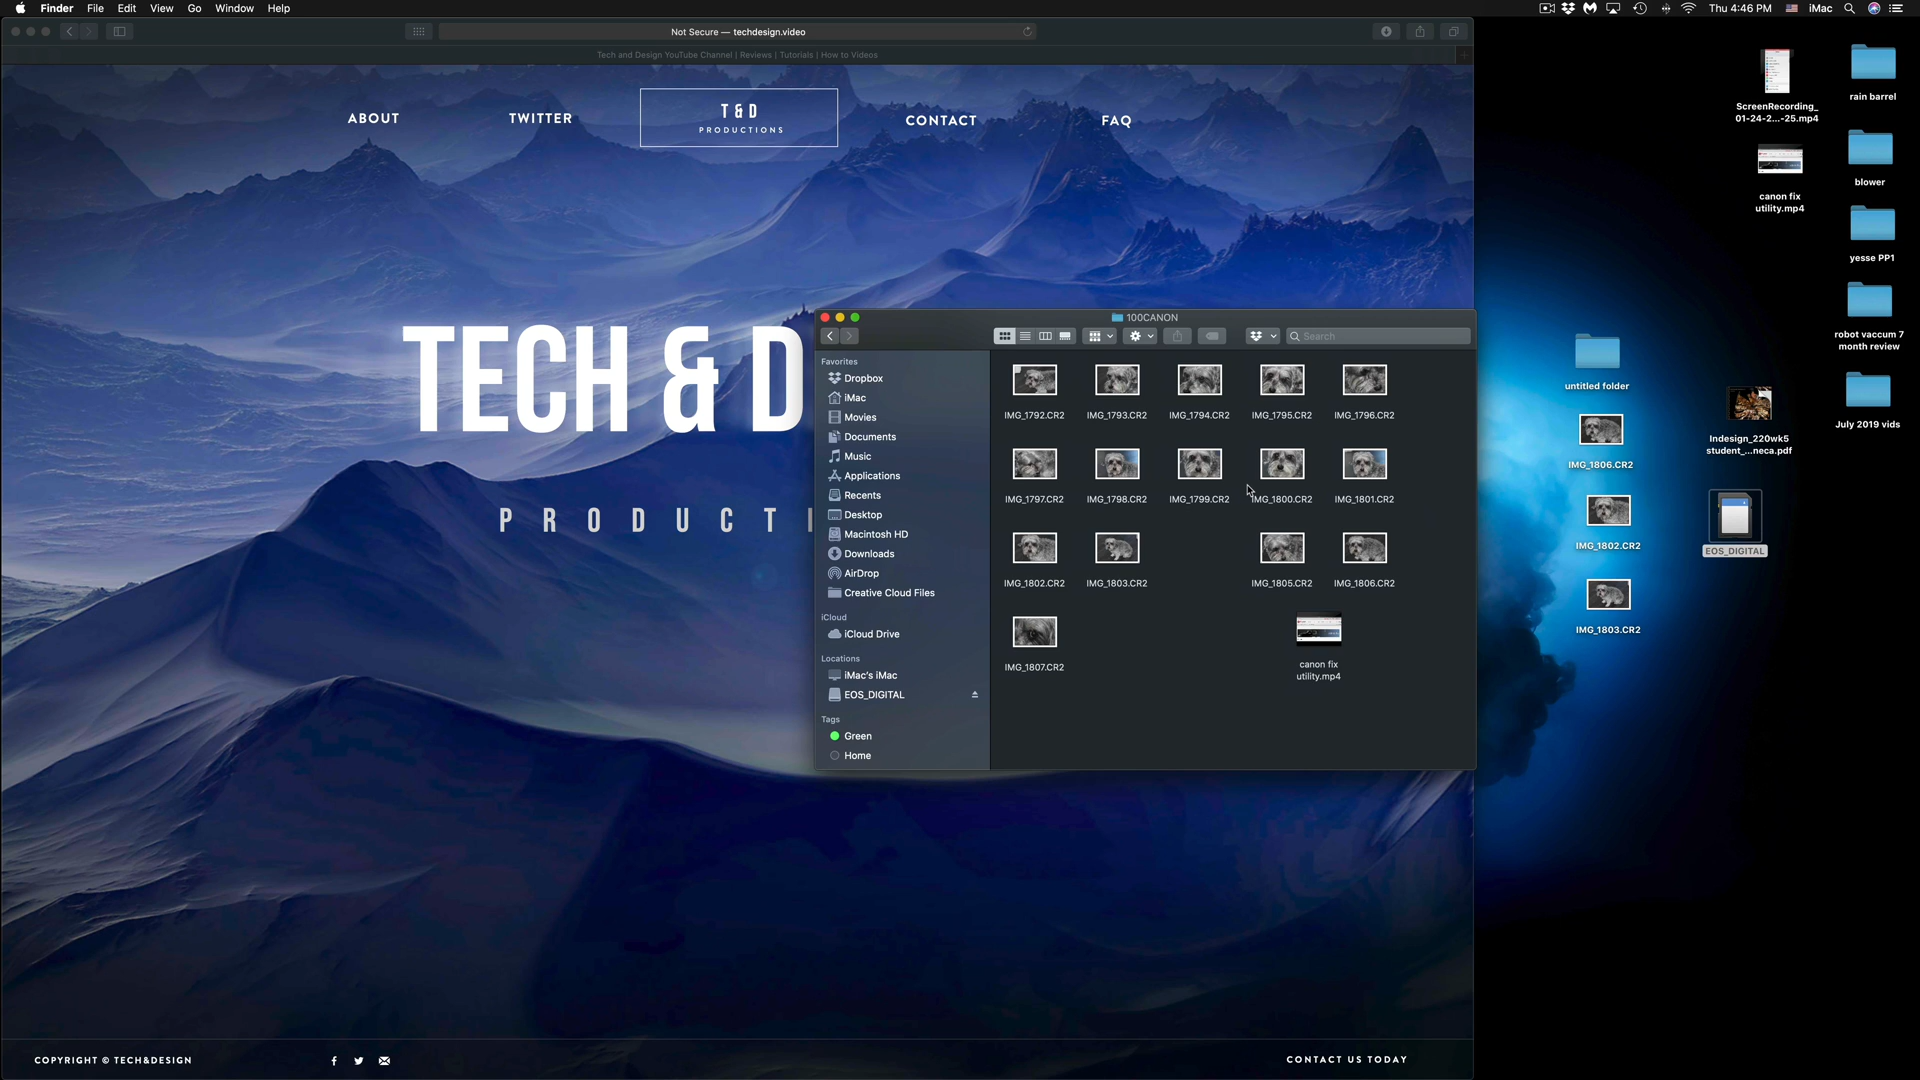 Finder File Edit View Go Window Help
Thu 4:46 PM iMac
Not Secure — techdesign.video
Tech and Design YouTube Channel | Reviews | Tutorials | How to Videos
ABOUT
TWITTER
T & D
PRODUCTIONS
CONTACT
FAQ
TECH & D
PRODUCTI
100CANON
Search
Favorites
Dropbox
iMac
Movies
Documents
Music
Applications
Recents
Desktop
Macintosh HD
Downloads
AirDrop
Creative Cloud Files
iCloud
iCloud Drive
Locations
iMac's iMac
EOS_DIGITAL
Tags
Green
Home
IMG_1792.CR2 IMG_1793.CR2 IMG_1794.CR2 IMG_1795.CR2 IMG_1796.CR2
IMG_1797.CR2 IMG_1798.CR2 IMG_1799.CR2 IMG_1800.CR2 IMG_1801.CR2
IMG_1802.CR2 IMG_1803.CR2 IMG_1805.CR2 IMG_1806.CR2
IMG_1807.CR2
canon fix
utility.mp4
ScreenRecording_
01-24-2...-25.mp4
canon fix
utility.mp4
rain barrel
blower
yesse PP1
robot vaccum 7
month review
July 2019 vids
untitled folder
IMG_1806.CR2
IMG_1802.CR2
IMG_1803.CR2
Indesign_220wk5
student_...neca.pdf
EOS_DIGITAL
COPYRIGHT © TECH&DESIGN
CONTACT US TODAY